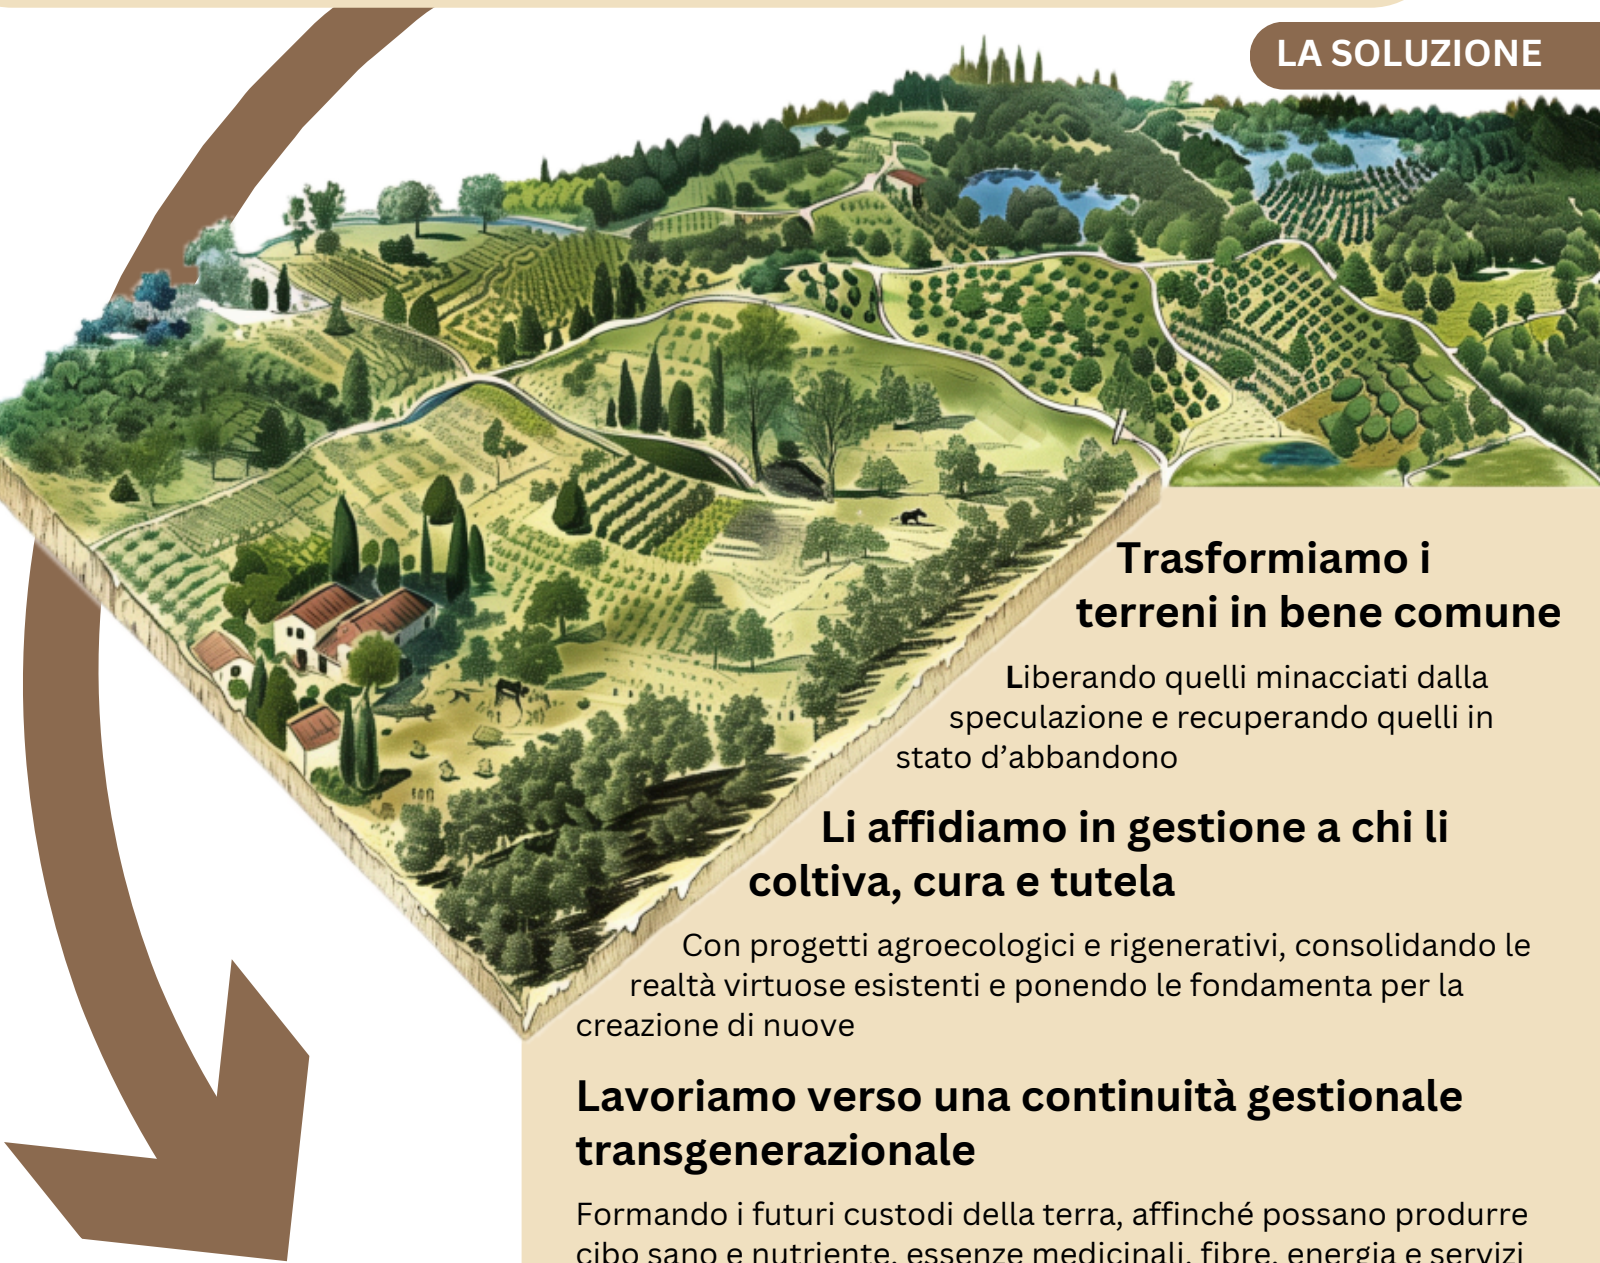 LA SOLUZIONE
Trasformiamo i
terreni in bene comune
Liberando quelli minacciati dalla
speculazione e recuperando quelli in
stato d’abbandono
Li affidiamo in gestione a chi li
coltiva, cura e tutela
Con progetti agroecologici e rigenerativi, consolidando le
realtà virtuose esistenti e ponendo le fondamenta per la
creazione di nuove
Lavoriamo verso una continuità gestionale
transgenerazionale
Formando i futuri custodi della terra, affinché possano produrre
cibo sano e nutriente, essenze medicinali, fibre, energia e servizi